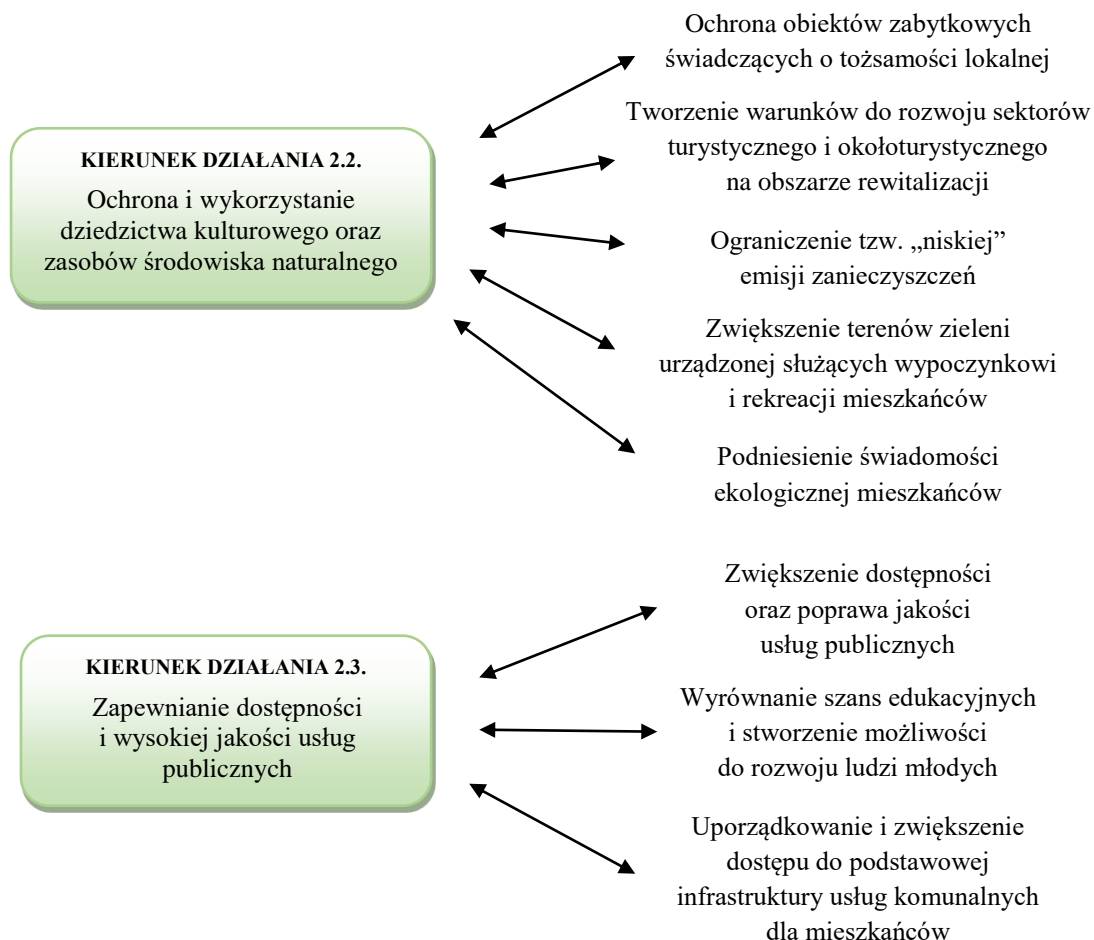 KIERUNEK DZIAŁANIA 2.2.
Ochrona i wykorzystanie
dziedzictwa kulturowego oraz
zasobów środowiska naturalnego
Ochrona obiektów zabytkowych
świadczących o tożsamości lokalnej
Tworzenie warunków do rozwoju sektorów
turystycznego i okołoturystycznego
na obszarze rewitalizacji
Ograniczenie tzw. „niskiej”
emisji zanieczyszczeń
Zwiększenie terenów zieleni
urządzonej służących wypoczynkowi
i rekreacji mieszkańców
Podniesienie świadomości
ekologicznej mieszkańców
KIERUNEK DZIAŁANIA 2.3.
Zapewnianie dostępności
i wysokiej jakości usług
publicznych
Zwiększenie dostępności
oraz poprawa jakości
usług publicznych
Wyrównanie szans edukacyjnych
i stworzenie możliwości
do rozwoju ludzi młodych
Uporządkowanie i zwiększenie
dostępu do podstawowej
infrastruktury usług komunalnych
dla mieszkańców